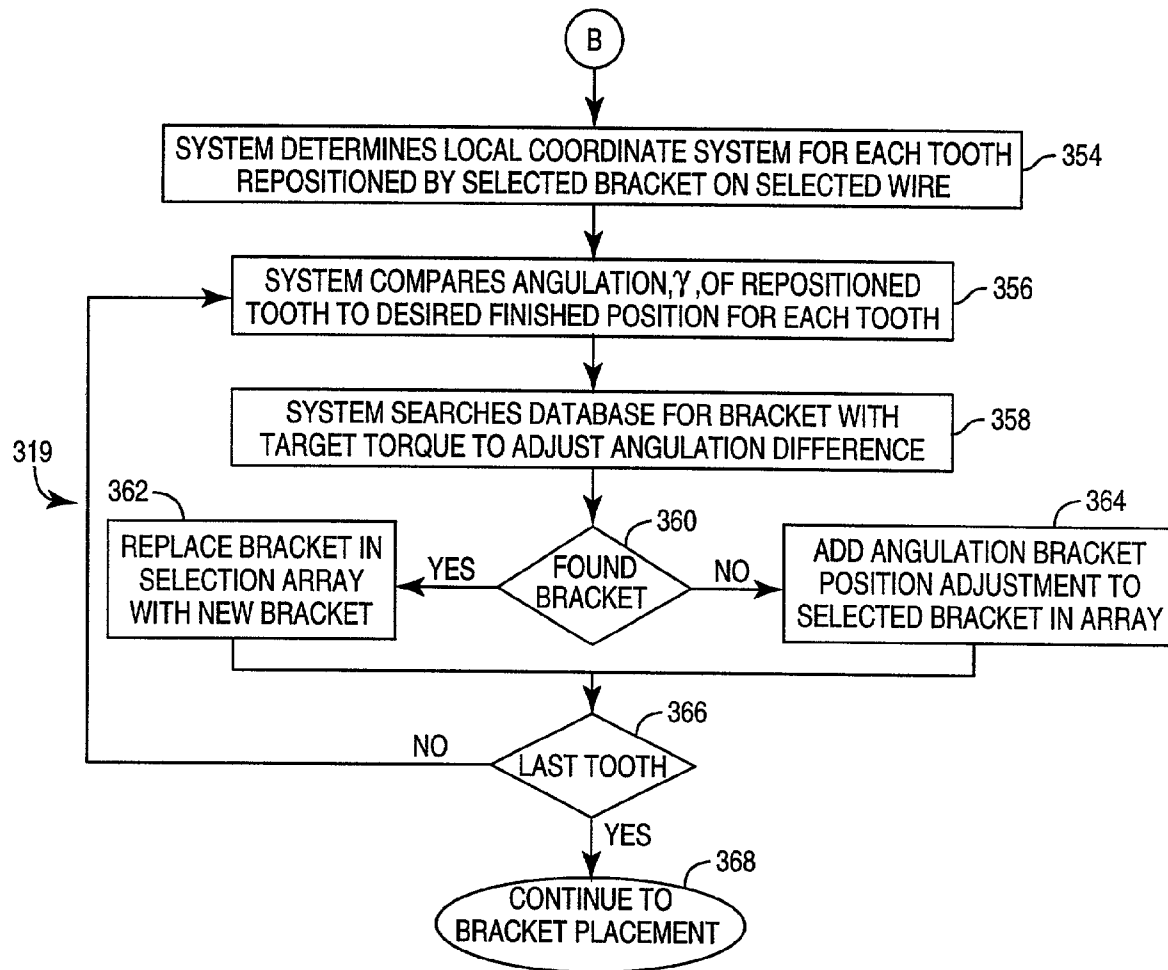 B
SYSTEM DETERMINES LOCAL COORDINATE SYSTEM FOR EACH TOOTH
REPOSITIONED BY SELECTED BRACKET ON SELECTED WIRE
354
SYSTEM COMPARES ANGULATION,γ,OF REPOSITIONED
TOOTH TO DESIRED FINISHED POSITION FOR EACH TOOTH
356
SYSTEM SEARCHES DATABASE FOR BRACKET WITH
TARGET TORQUE TO ADJUST ANGULATION DIFFERENCE
358
319
362
REPLACE BRACKET IN
SELECTION ARRAY
WITH NEW BRACKET
YES
360
FOUND
BRACKET
NO
364
ADD ANGULATION BRACKET
POSITION ADJUSTMENT TO
SELECTED BRACKET IN ARRAY
366
NO
LAST TOOTH
YES
368
CONTINUE TO
BRACKET PLACEMENT